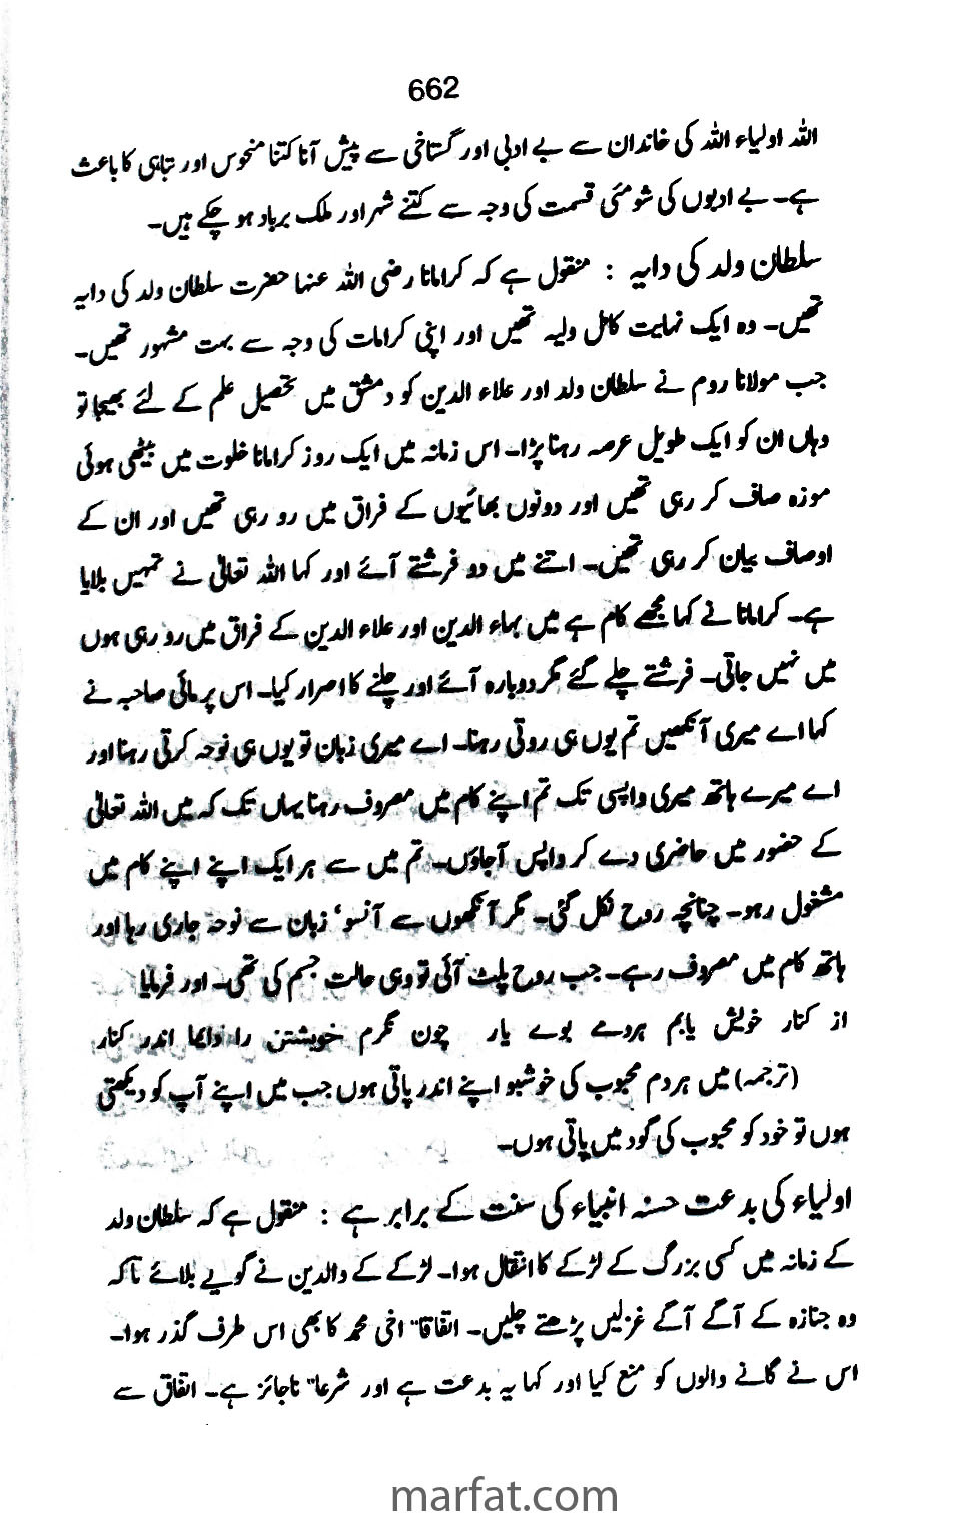 662
اللہ اولیاء اللہ کی خاندان سے بے ادبی اور گستاخی سے پیش آنا کتنا منحوس اور تباہی کا باعث
ہے۔ بے ادبوں کی شومئی قسمت کی وجہ سے کتنے شہر اور ملک برباد ہو چکے ہیں۔
سلطان ولد کی دایہ : منقول ہے کہ کراماتا رضی اللہ عنہا حضرت سلطان ولد کی دایہ
تھیں۔ وہ ایک نہایت کامل ولیہ تھیں اور اپنی کرامات کی وجہ سے بہت مشہور تھیں۔
جب مولانا روم نے سلطان ولد اور علاء الدین کو دمشق میں تحصیل علم کے لئے بھیجا تو
وہاں ان کو ایک طویل عرصہ رہنا پڑا۔ اس زمانہ میں ایک روز کراماتا خلوت میں بیٹھی ہوئی
موزہ صاف کر رہی تھیں اور دونوں بھائیوں کے فراق میں رو رہی تھیں اور ان کے
اوصاف بیان کر رہی تھیں۔ اتنے میں دو فرشتے آئے اور کہا اللہ تعالیٰ نے تمہیں بلایا
ہے۔ کراماتا نے کہا مجھے کام ہے میں بہاء الدین اور علاء الدین کے فراق میں رو رہی ہوں
میں نہیں جاتی۔ فرشتے چلے گئے مگر دوبارہ آئے اور چلنے کا اصرار کیا۔ اس پر مائی صاحبہ نے
کہا اے میری آنکھیں تم یوں ہی روتی رہنا۔ اے میری زبان تو یوں ہی نوحہ کرتی رہنا اور
اے میرے ہاتھ میری واپسی تک تم اپنے کام میں مصروف رہنا یہاں تک کہ میں اللہ تعالیٰ
کے حضور میں حاضری دے کر واپس آجاؤں۔ تم میں سے ہر ایک اپنے اپنے کام میں
مشغول رہو۔ چنانچہ روح نکل گئی۔ مگر آنکھوں سے آنسو' زبان سے نوحہ جاری رہا اور
ہاتھ کام میں مصروف رہے۔ جب روح پلٹ آئی تو وہی حالت جسم کی تھی۔ اور فرمایا
از کنار خویش یابم ہردمے بوے یار چون نگرم خویشتن را دایما اندر کنار
(ترجمہ) میں ہر دم محبوب کی خوشبو اپنے اندر پاتی ہوں جب میں اپنے آپ کو دیکھتی
ہوں تو خود کو محبوب کی گود میں پاتی ہوں۔
اولیاء کی بدعت حسنہ انبیاء کی سنت کے برابر ہے : منقول ہے کہ سلطان ولد
کے زمانہ میں کسی بزرگ کے لڑکے کا انتقال ہوا۔ لڑکے کے والدین نے گویے بلائے تاکہ
وہ جنازہ کے آگے آگے غزلیں پڑھتے چلیں۔ اتفاقا" اخی محمد کا بھی اس طرف گذر ہوا۔
اس نے گانے والوں کو منع کیا اور کہا یہ بدعت ہے اور شرعا" ناجائز ہے۔ اتفاق سے
marfat.com